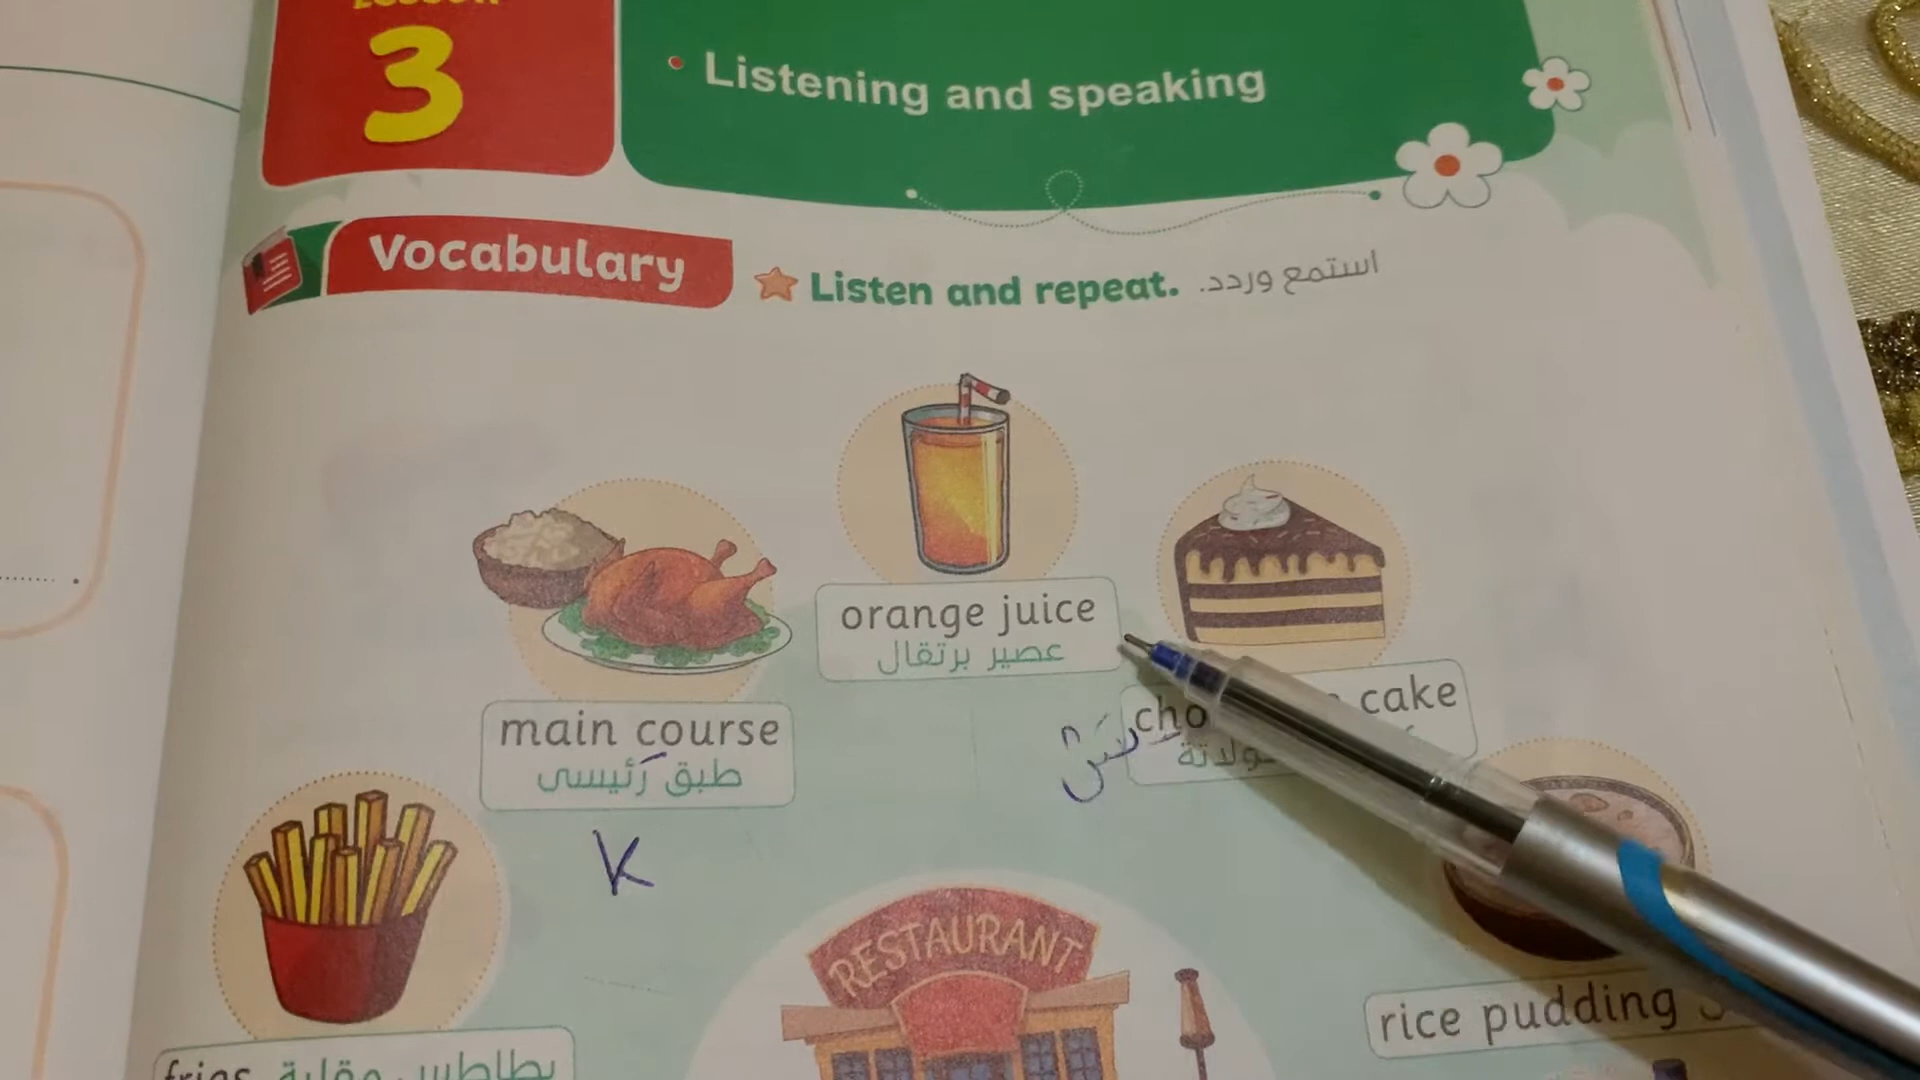 3
• Listening and speaking
Vocabulary
Listen and repeat. استمع وردد.
orange juice
عصير برتقال
cake
main course
طبق رئيسى
K
RESTAURANT
rice pudding
fries بطاطس مقلية